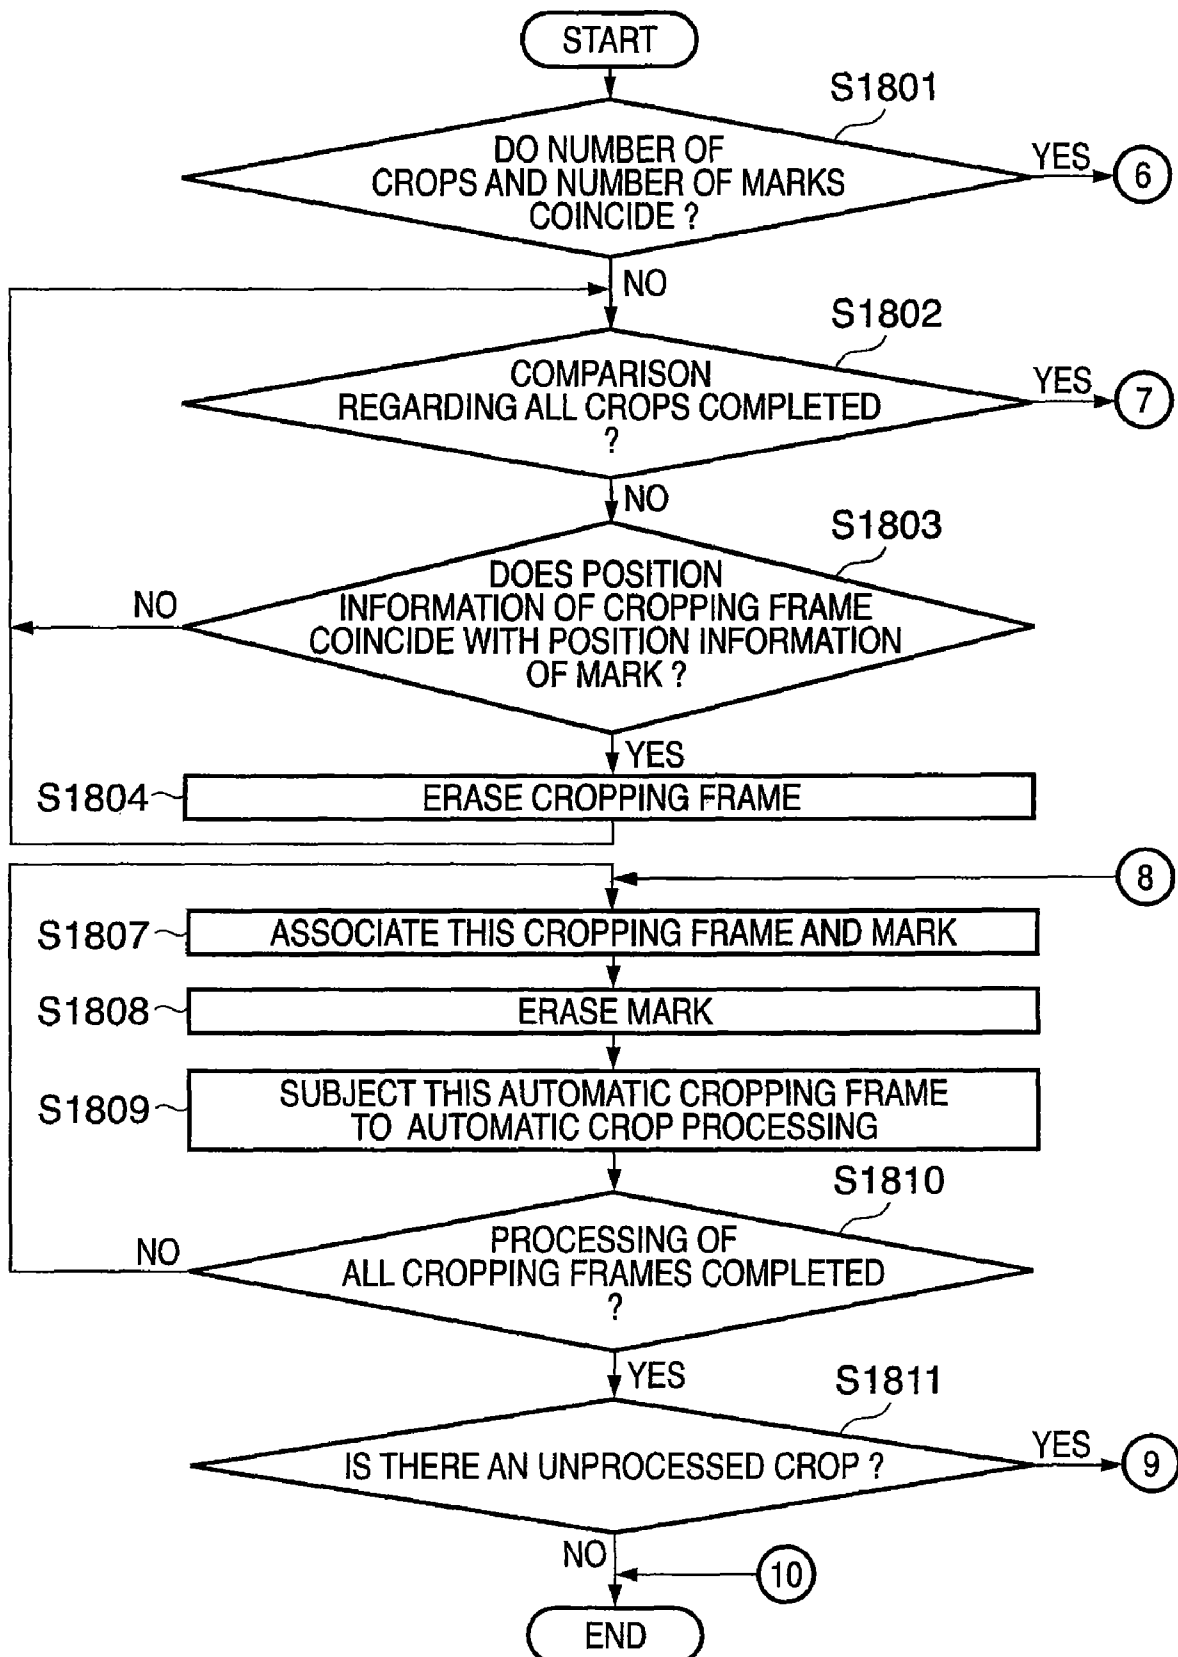 START
S1801
DO NUMBER OF
CROPS AND NUMBER OF MARKS
COINCIDE ?
YES
6
NO
S1802
COMPARISON
REGARDING ALL CROPS COMPLETED
?
YES
7
NO
S1803
DOES POSITION
INFORMATION OF CROPPING FRAME
COINCIDE WITH POSITION INFORMATION
OF MARK ?
NO
YES
S1804
ERASE CROPPING FRAME
8
S1807
ASSOCIATE THIS CROPPING FRAME AND MARK
S1808
ERASE MARK
S1809
SUBJECT THIS AUTOMATIC CROPPING FRAME
TO AUTOMATIC CROP PROCESSING
S1810
PROCESSING OF
ALL CROPPING FRAMES COMPLETED
?
NO
YES
S1811
IS THERE AN UNPROCESSED CROP ?
YES
9
NO
10
END